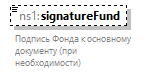 ns1:signatureFund
Подпись Фонда к основному
документу (при
необходимости)